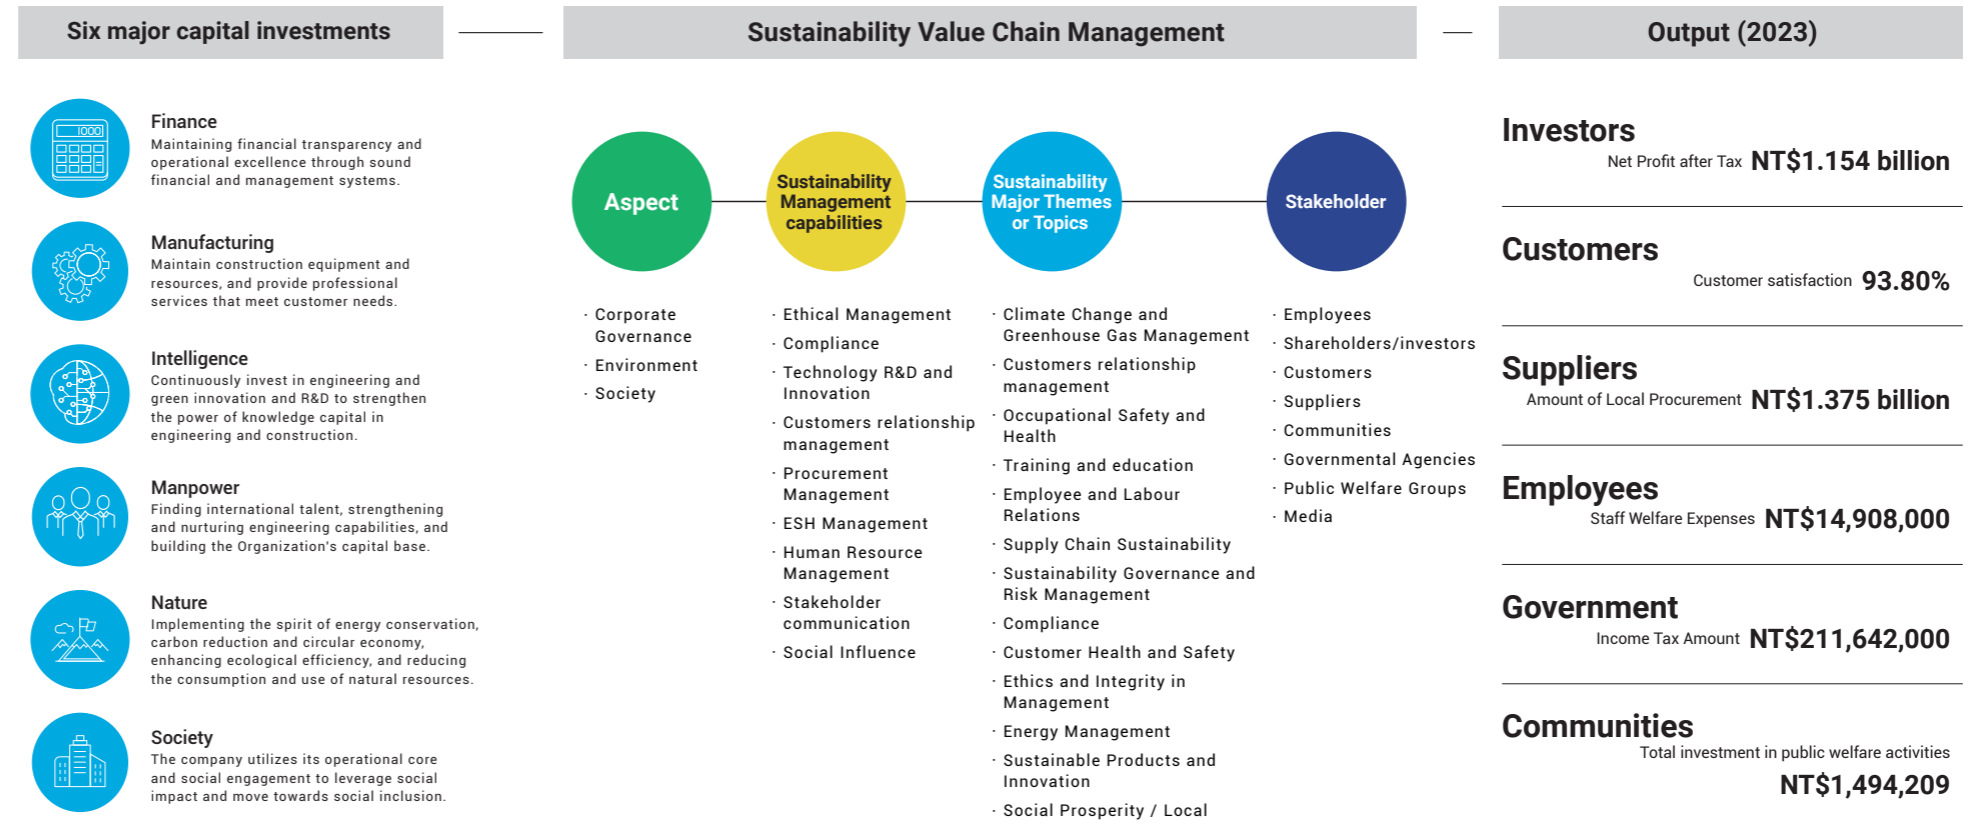 Six major capital investments
Sustainability Value Chain Management
Output (2023)
1000
Finance
Maintaining financial transparency and
operational excellence through sound
financial and management systems.
Manufacturing
Maintain construction equipment and
resources, and provide professional
services that meet customer needs.
Intelligence
Continuously invest in engineering and
green innovation and R&D to strengthen
the power of knowledge capital in
engineering and construction.
Manpower
Finding international talent, strengthening
and nurturing engineering capabilities, and
building the Organization's capital base.
Nature
Implementing the spirit of energy conservation,
carbon reduction and circular economy,
enhancing ecological efficiency, and reducing
the consumption and use of natural resources.
Society
The company utilizes its operational core
and social engagement to leverage social
impact and move towards social inclusion.
Aspect
· Corporate
Governance
· Environment
· Society
Sustainability
Management
capabilities
· Ethical Management
· Compliance
· Technology R&D and
Innovation
· Customers relationship
management
· Procurement
Management
· ESH Management
· Human Resource
Management
· Stakeholder
communication
· Social Influence
Sustainability
Major Themes
or Topics
· Climate Change and
Greenhouse Gas Management
· Customers relationship
management
· Occupational Safety and
Health
· Training and education
· Employee and Labour
Relations
· Supply Chain Sustainability
· Sustainability Governance and
Risk Management
· Compliance
· Customer Health and Safety
· Ethics and Integrity in
Management
· Energy Management
· Sustainable Products and
Innovation
· Social Prosperity / Local
Stakeholder
· Employees
· Shareholders/investors
· Customers
· Suppliers
· Communities
· Governmental Agencies
· Public Welfare Groups
· Media
Investors
Net Profit after Tax NT$1.154 billion
Customers
Customer satisfaction 93.80%
Suppliers
Amount of Local Procurement NT$1.375 billion
Employees
Staff Welfare Expenses NT$14,908,000
Government
Income Tax Amount NT$211,642,000
Communities
Total investment in public welfare activities
NT$1,494,209